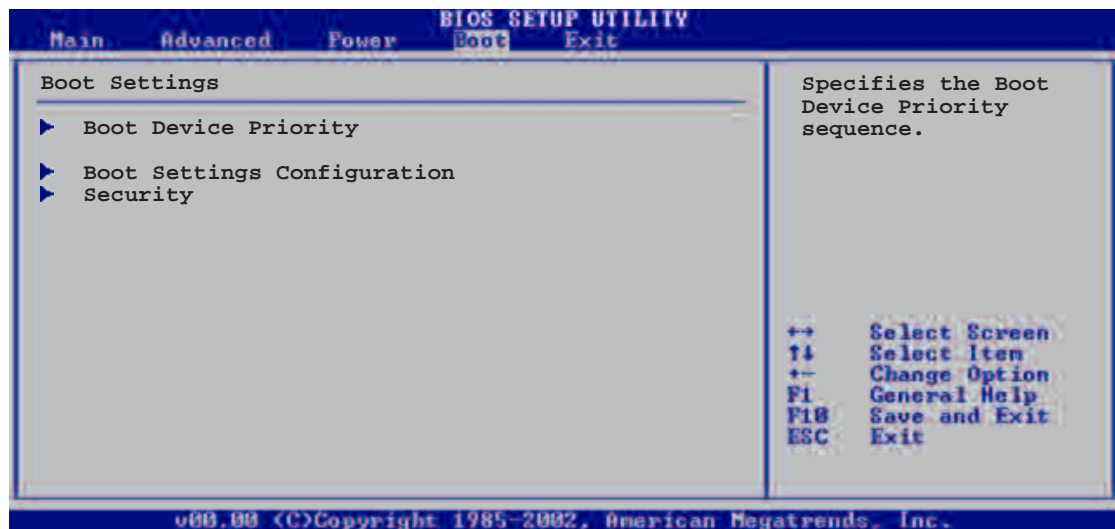 BIOS SETUP UTILITY
Main Advanced Power Boot Exit
Boot Settings
Boot Device Priority
Boot Settings Configuration
Security
Specifies the Boot
Device Priority
sequence.
←→ Select Screen
↑↓ Select Item
+- Change Option
F1 General Help
F10 Save and Exit
ESC Exit
v00.00 (C)Copyright 1985-2002, American Megatrends, Inc.